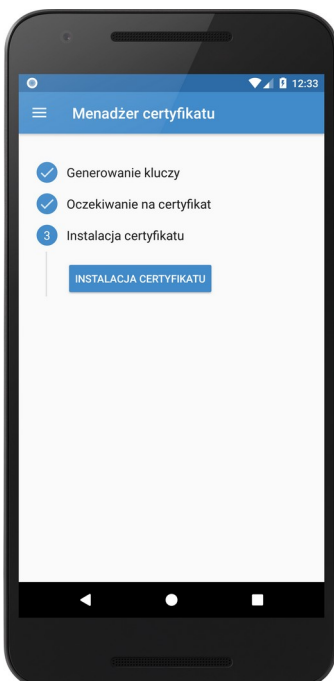 12:33
Menadżer certyfikatu
Generowanie kluczy
Oczekiwanie na certyfikat
3 Instalacja certyfikatu
INSTALACJA CERTYFIKATU